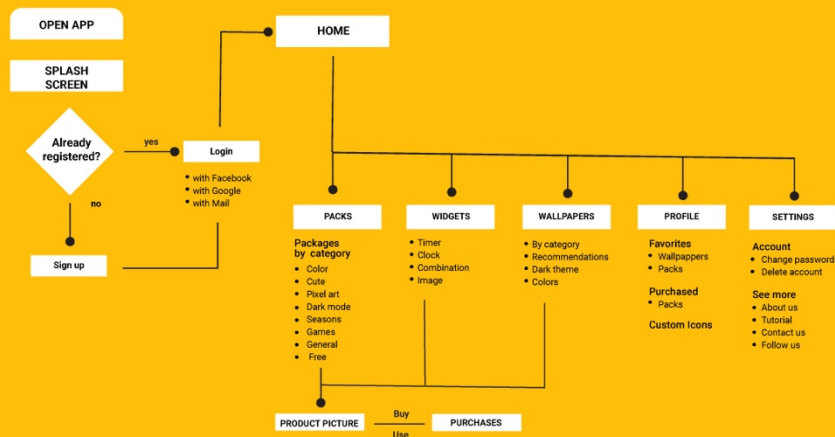 OPEN APP
SPLASH
SCREEN
Already
registered?
yes
no
Login
• with Facebook
• with Google
• with Mail
Sign up
HOME
PACKS
Packages
by category
• Color
• Cute
• Pixel art
• Dark mode
• Seasons
• Games
• General
• Free
WIDGETS
• Timer
• Clock
• Combination
• Image
WALLPAPERS
• By category
• Recommendations
• Dark theme
• Colors
PROFILE
Favorites
• Wallpappers
• Packs
Purchased
• Packs
Custom Icons
SETTINGS
Account
• Change password
• Delete account
See more
• About us
• Tutorial
• Contact us
• Follow us
PRODUCT PICTURE
Buy
Use
PURCHASES